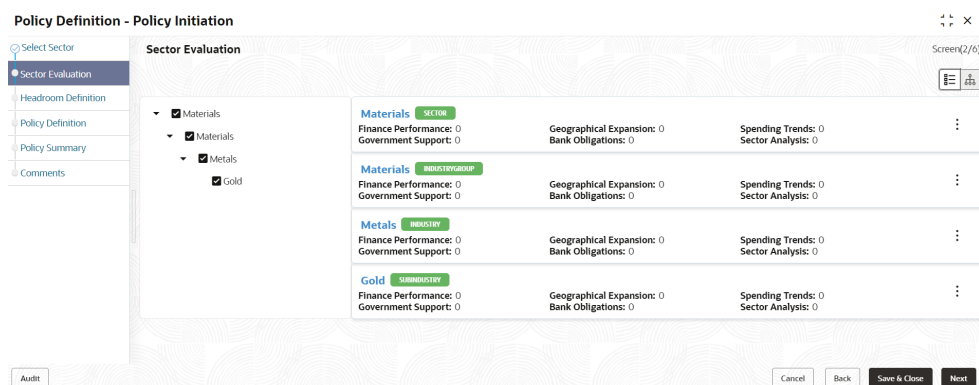 Policy Definition - Policy Initiation
Select Sector
Sector Evaluation
Headroom Definition
Policy Definition
Policy Summary
Comments
Sector Evaluation
Screen(2/6)
Materials
Materials
Metals
Gold
Materials SECTOR
Finance Performance: 0 Geographical Expansion: 0 Spending Trends: 0
Government Support: 0 Bank Obligations: 0 Sector Analysis: 0
Materials INDUSTRYGROUP
Finance Performance: 0 Geographical Expansion: 0 Spending Trends: 0
Government Support: 0 Bank Obligations: 0 Sector Analysis: 0
Metals INDUSTRY
Finance Performance: 0 Geographical Expansion: 0 Spending Trends: 0
Government Support: 0 Bank Obligations: 0 Sector Analysis: 0
Gold SUBINDUSTRY
Finance Performance: 0 Geographical Expansion: 0 Spending Trends: 0
Government Support: 0 Bank Obligations: 0 Sector Analysis: 0
Audit Cancel Back Save & Close Next